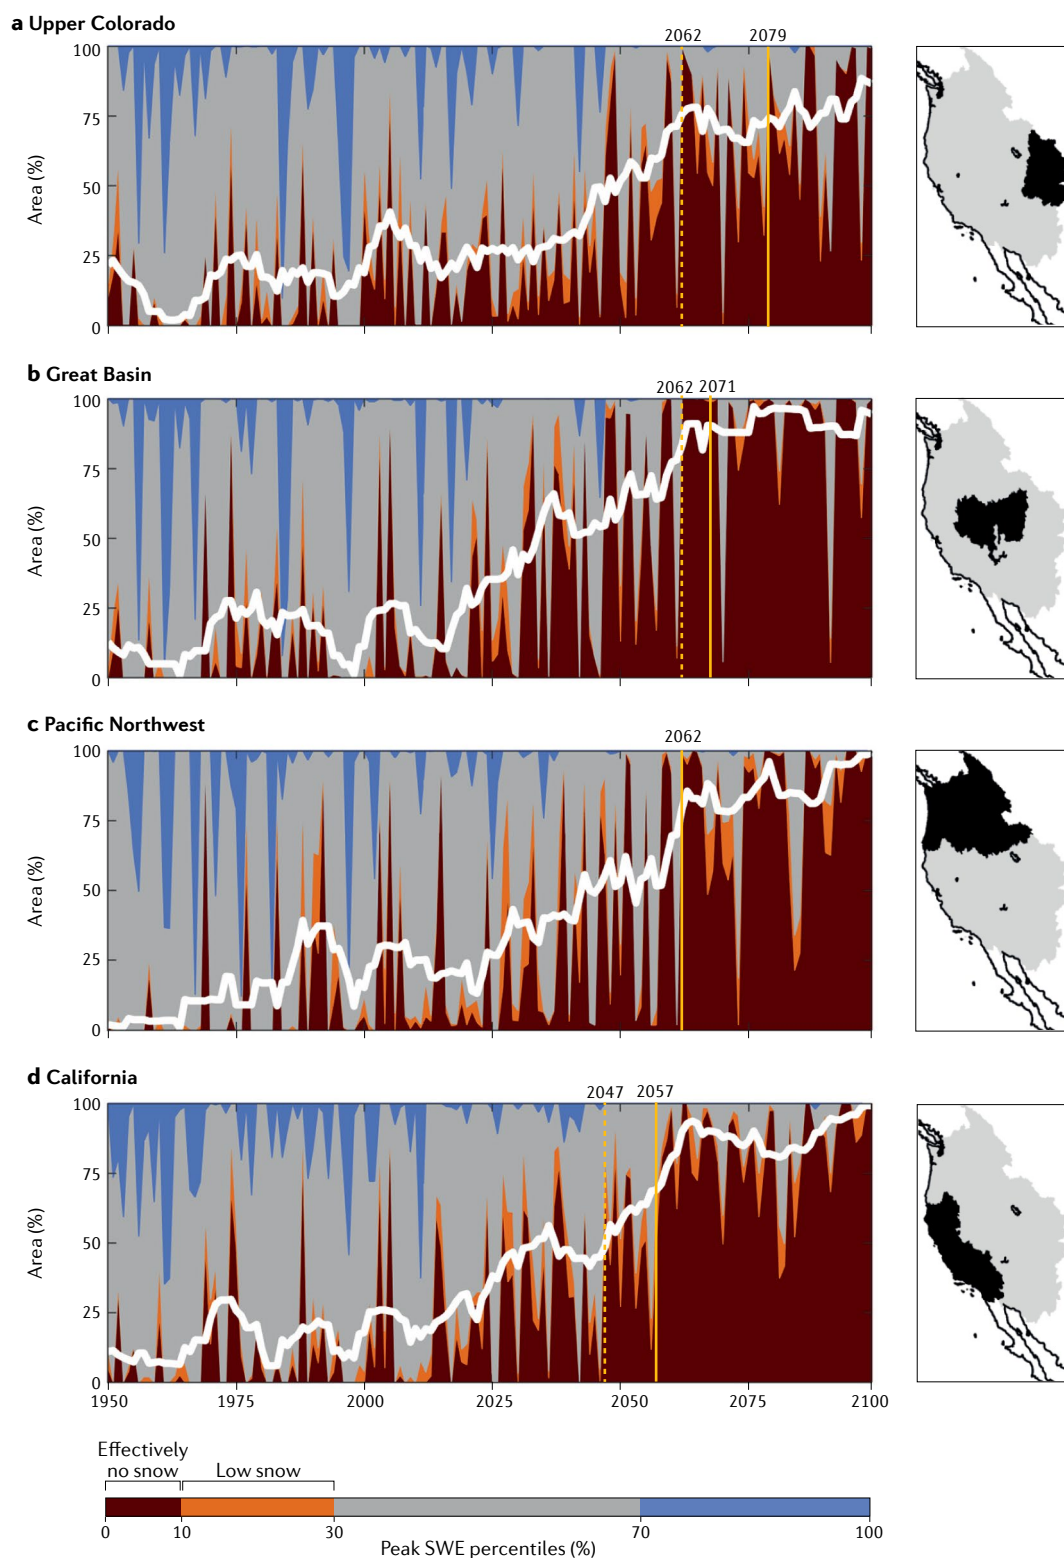 a Upper Colorado
2062 2079
100
75
50
25
0
Area (%)
b Great Basin
2062 2071
100
75
50
25
0
Area (%)
c Pacific Northwest
2062
100
75
50
25
0
Area (%)
d California
2047 2057
100
75
50
25
0
Area (%)
1950 1975 2000 2025 2050 2075 2100
Effectively
no snow Low snow
0 10 30 70 100
Peak SWE percentiles (%)